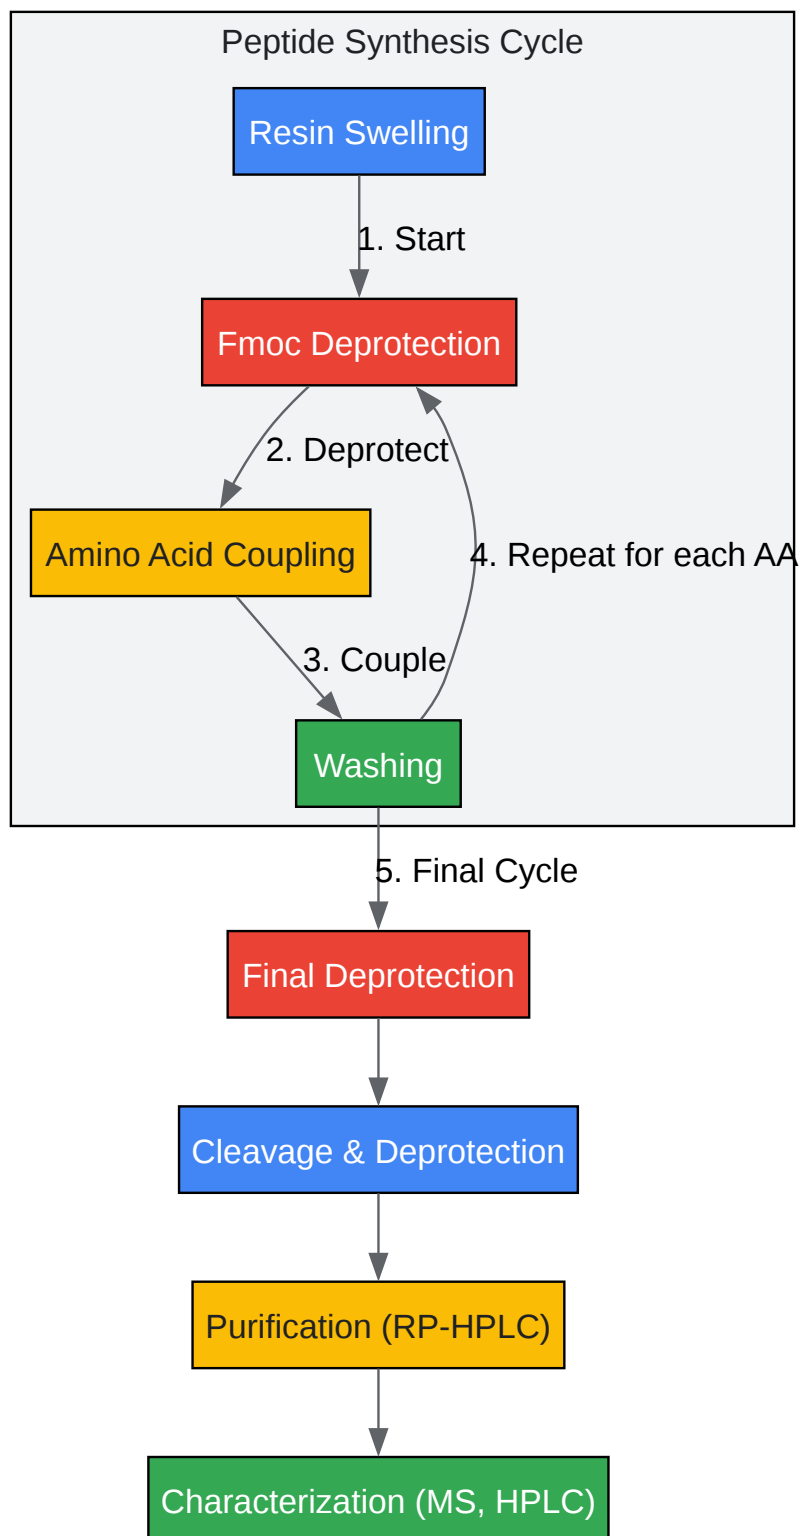 Peptide Synthesis Cycle
Resin Swelling
1. Start
Fmoc Deprotection
2. Deprotect
Amino Acid Coupling
4. Repeat for each AA
3. Couple
Washing
5. Final Cycle
Final Deprotection
Cleavage & Deprotection
Purification (RP-HPLC)
Characterization (MS, HPLC)